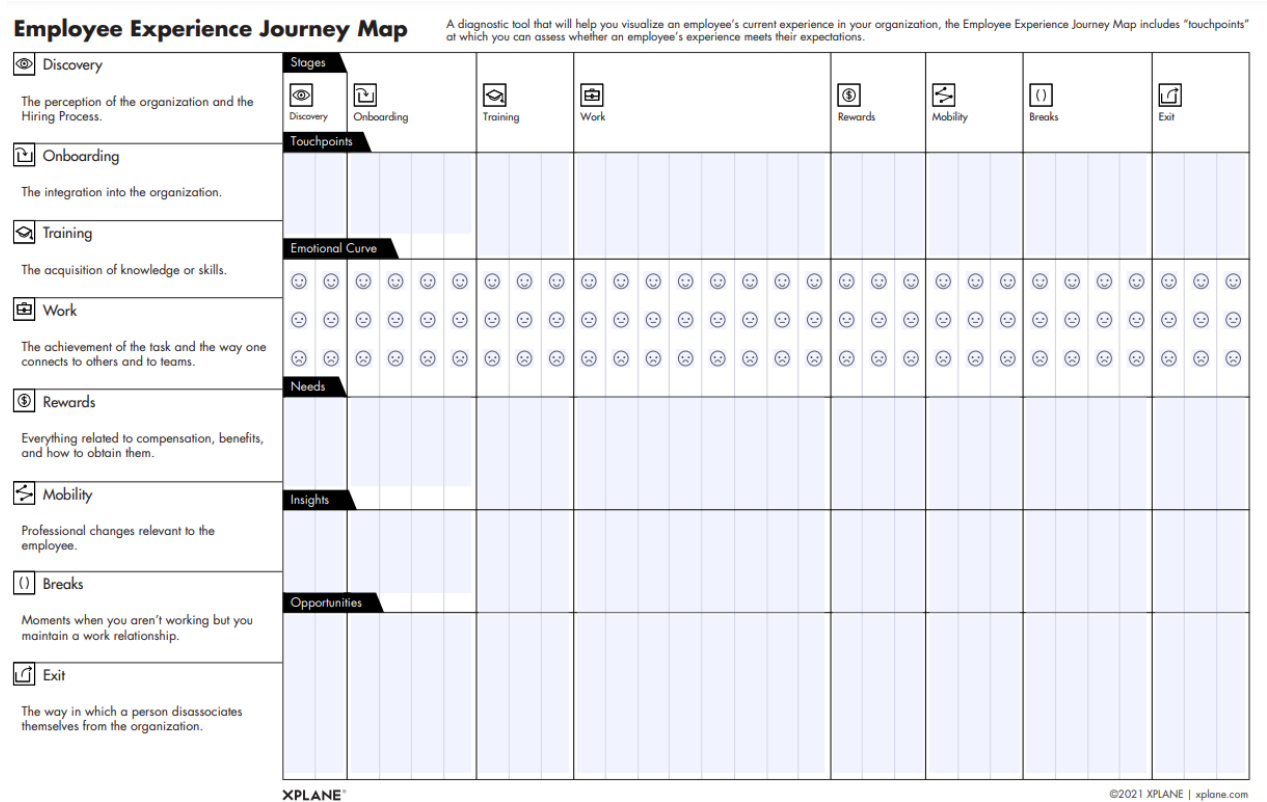 Employee Experience Journey Map
A diagnostic tool that will help you visualize an employee's current experience in your organization, the Employee Experience Journey Map includes “touchpoints”
at which you can assess whether an employee's experience meets their expectations.
Discovery
The perception of the organization and the
Hiring Process.
Onboarding
The integration into the organization.
Training
The acquisition of knowledge or skills.
Work
The achievement of the task and the way one
connects to others and to teams.
Rewards
Everything related to compensation, benefits,
and how to obtain them.
Mobility
Professional changes relevant to the
employee.
Breaks
Moments when you aren't working but you
maintain a work relationship.
Exit
The way in which a person disassociates
themselves from the organization.
Stages
Discovery
Onboarding
Training
Work
Rewards
Mobility
Breaks
Exit
Touchpoints
Emotional Curve
Needs
Insights
Opportunities
XPLANE®
©2021 XPLANE | xplane.com